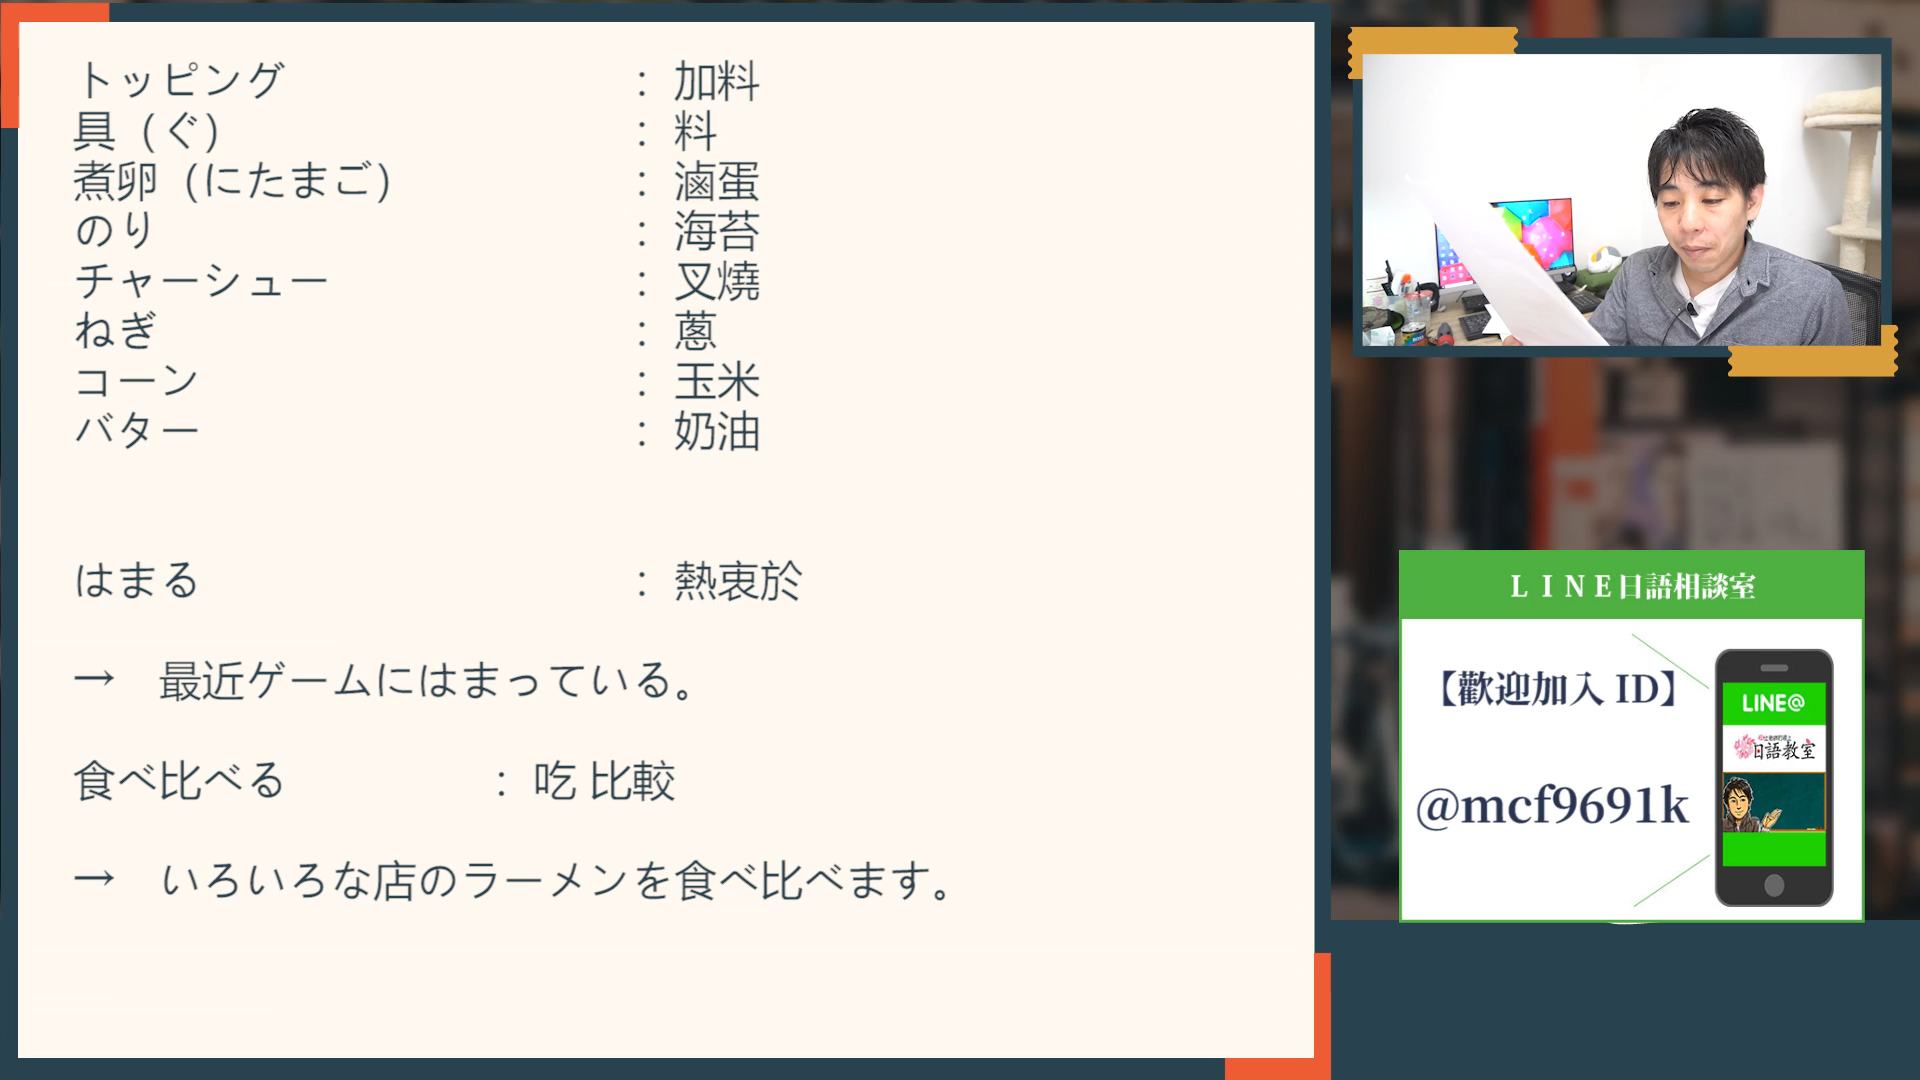 トッピング : 加料
具（ぐ） : 料
煮卵（にたまご） : 滷蛋
のり : 海苔
チャーシュー : 叉燒
ねぎ : 蔥
コーン : 玉米
バター : 奶油
はまる : 熱衷於
→ 最近ゲームにはまっている。
食べ比べる : 吃 比較
→ いろいろな店のラーメンを食べ比べます。
ＬＩＮＥ日語相談室
【歡迎加入 ID】
@mcf9691k
LINE@
日語教室